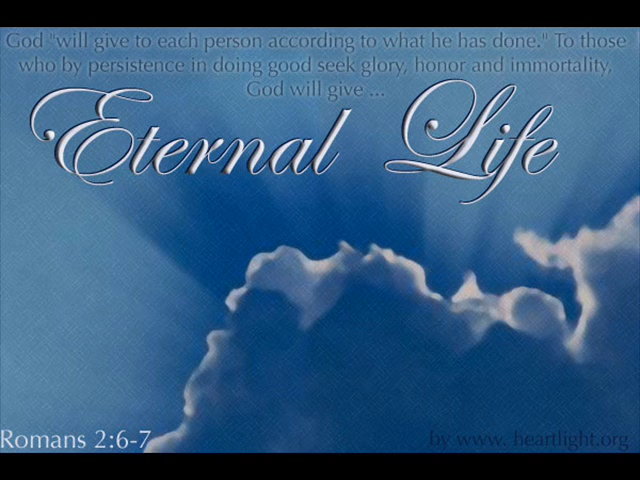 God "will give to each person according to what he has done." To those
who by persistence in doing good seek glory, honor and immortality,
God will give ...
Eternal Life
Romans 2:6-7
by www. heartlight.org